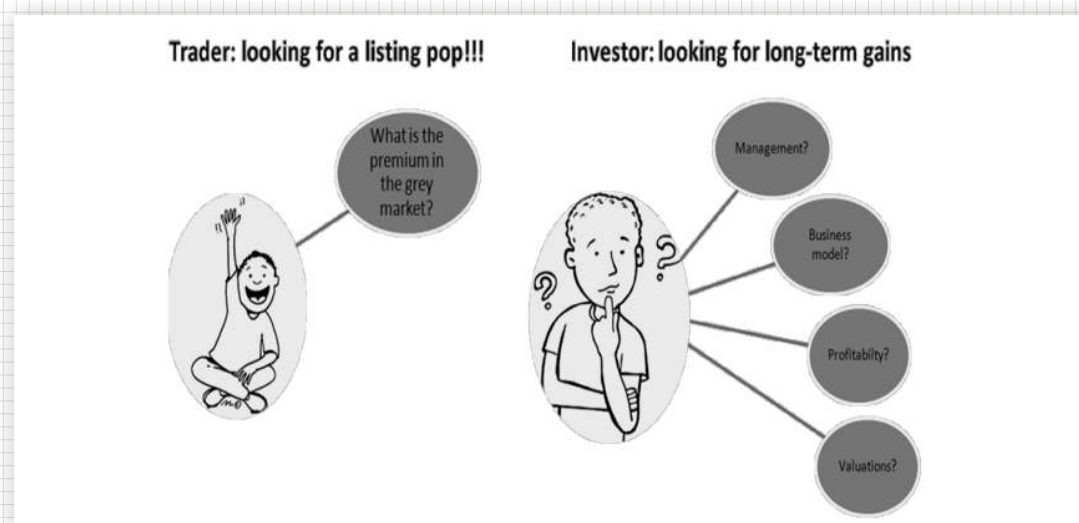 Trader: looking for a listing pop!!!
Investor: looking for long-term gains
What is the
premium in
the grey
market?
Management?
Business
model?
Profitabilty?
Valuations?
?
?